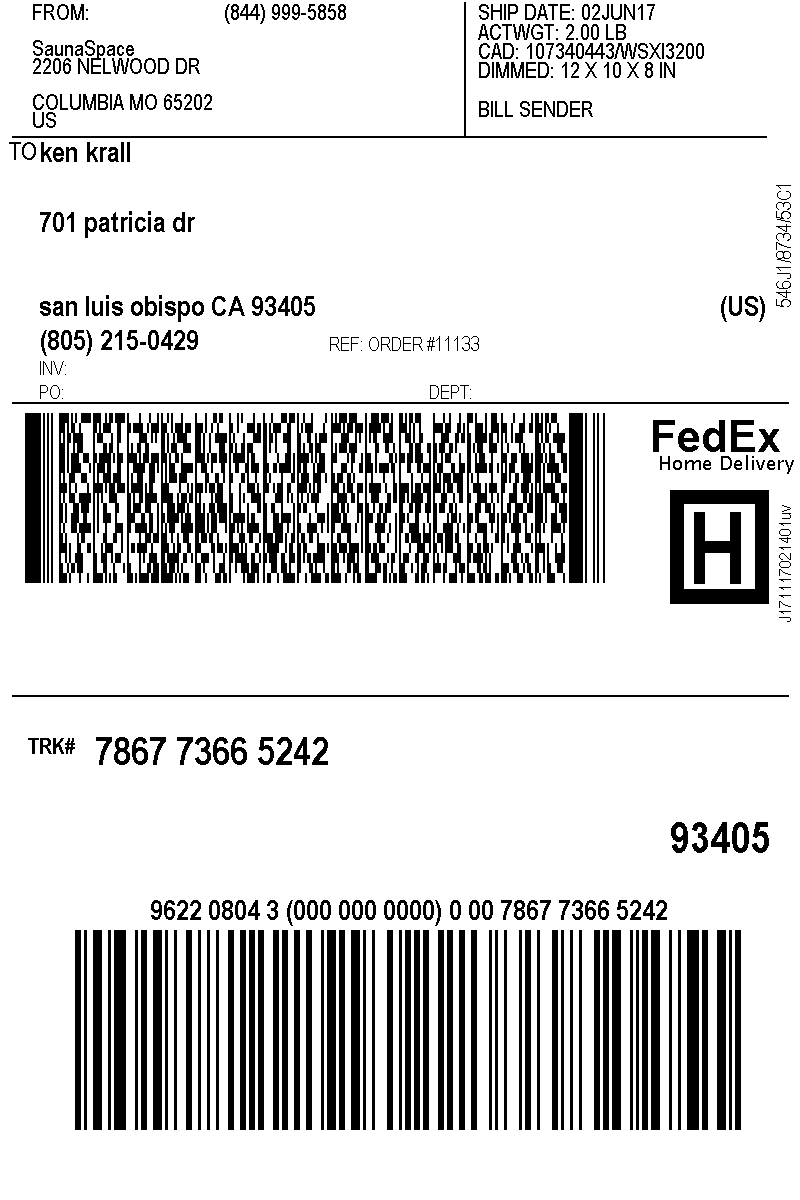 FROM: (844) 999-5858
SaunaSpace
2206 NELWOOD DR
COLUMBIA MO 65202
US
SHIP DATE: 02JUN17
ACTWGT: 2.00 LB
CAD: 107340443/WSXI3200
DIMMED: 12 X 10 X 8 IN
BILL SENDER
TO ken krall
701 patricia dr
san luis obispo CA 93405 (US)
(805) 215-0429 REF: ORDER #11133
INV:
PO: DEPT:
546J1/8734/53C1
FedEx
Home Delivery
H
J171117021401uv
TRK# 7867 7366 5242
93405
9622 0804 3 (000 000 0000) 0 00 7867 7366 5242